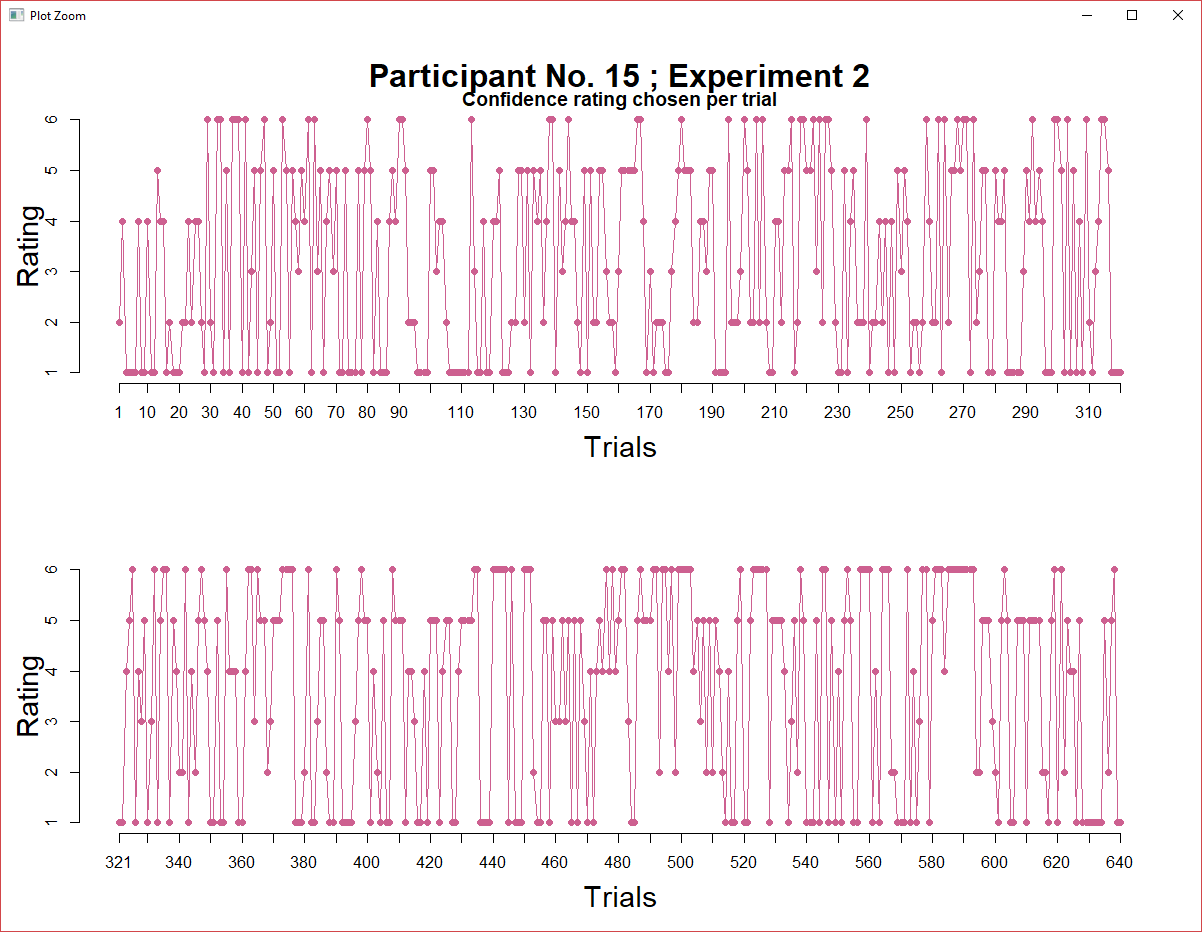 Plot Zoom
Participant No. 15 ; Experiment 2
Confidence rating chosen per trial
6
5
4
3
2
1
Rating
1 10 20 30 40 50 60 70 80 90 110 130 150 170 190 210 230 250 270 290 310
Trials
6
5
4
3
2
1
Rating
321 340 360 380 400 420 440 460 480 500 520 540 560 580 600 620 640
Trials